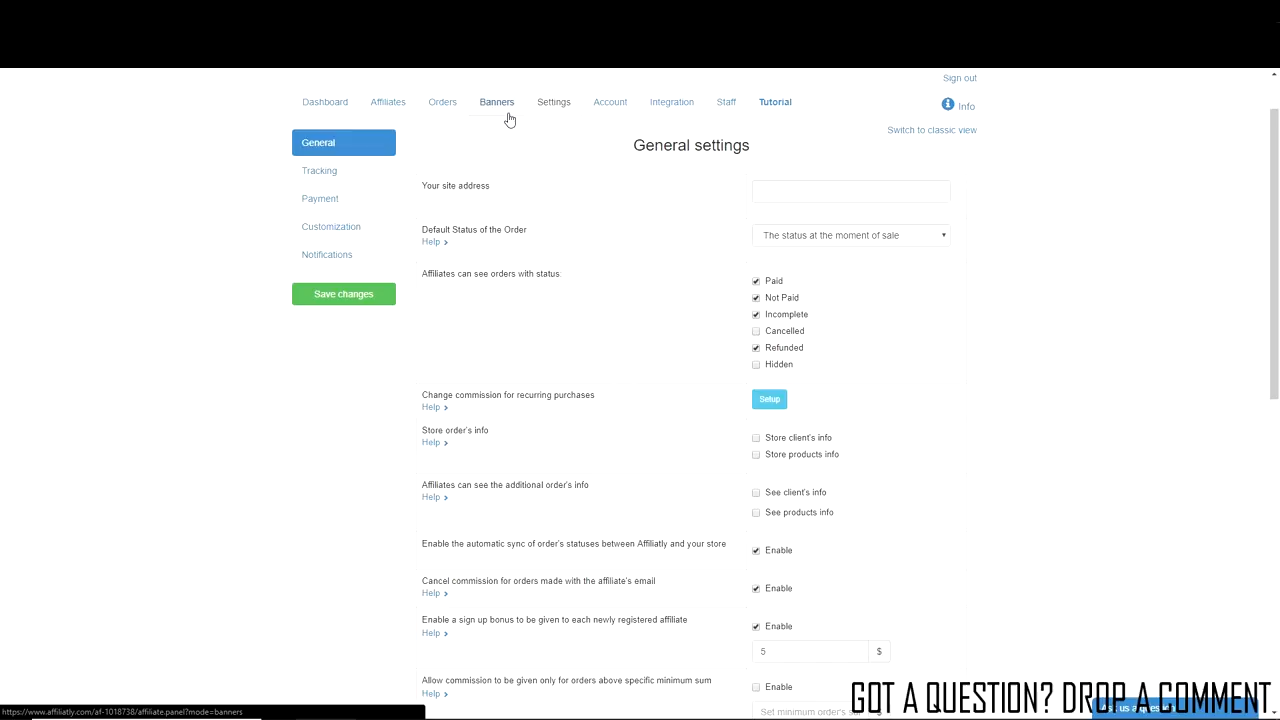 Sign out
Dashboard Affiliates Orders Banners Settings Account Integration Staff Tutorial
Info
Switch to classic view
General
Tracking
Payment
Customization
Notifications
Save changes
General settings
Your site address
Default Status of the Order
Help >
The status at the moment of sale
Affiliates can see orders with status:
Paid
Not Paid
Incomplete
Cancelled
Refunded
Hidden
Change commission for recurring purchases
Help >
Setup
Store order's info
Help >
Store client's info
Store products info
Affiliates can see the additional order's info
Help >
See client's info
See products info
Enable the automatic sync of order's statuses between Affiliatly and your store
Enable
Cancel commission for orders made with the affiliate's email
Help >
Enable
Enable a sign up bonus to be given to each newly registered affiliate
Help >
Enable
5 $
Allow commission to be given only for orders above specific minimum sum
Help >
Enable
Set minimum order's
GOT A QUESTION? DROP A COMMENT
Ask us a question
https://www.affiliatly.com/af-1018738/affiliate.panel?mode=banners